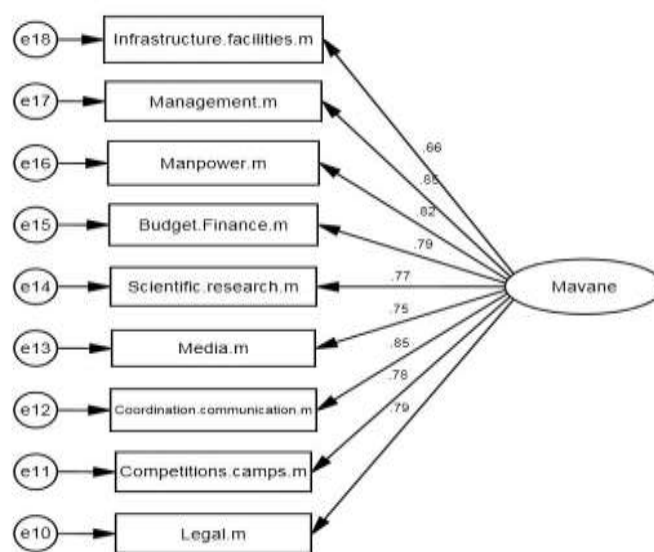 e18
Infrastructure.facilities.m
e17
Management.m
.66
e16
Manpower.m
.85
.82
e15
Budget.Finance.m
.79
e14
Scientific.research.m
.77
Mavane
e13
Media.m
.75
e12
Coordination.communication.m
.85
.78
e11
Competitions.camps.m
.79
e10
Legal.m